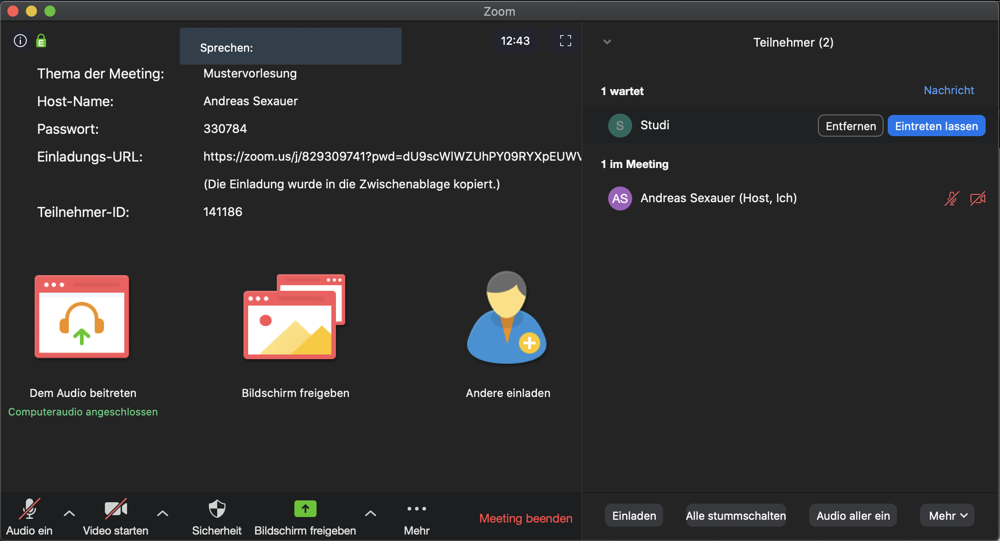 Zoom
Sprechen:
12:43
Thema der Meeting: Mustervorlesung
Host-Name: Andreas Sexauer
Passwort: 330784
Einladungs-URL: https://zoom.us/j/829309741?pwd=dU9scWlWZUhPY09RYXpEUWV
(Die Einladung wurde in die Zwischenablage kopiert.)
Teilnehmer-ID: 141186
Dem Audio beitreten
Computeraudio angeschlossen
Bildschirm freigeben
Andere einladen
Audio ein
Video starten
Sicherheit
Bildschirm freigeben
Mehr
Meeting beenden
Teilnehmer (2)
1 wartet
Nachricht
S Studi
Entfernen
Eintreten lassen
1 im Meeting
AS Andreas Sexauer (Host, Ich)
Einladen
Alle stummschalten
Audio aller ein
Mehr